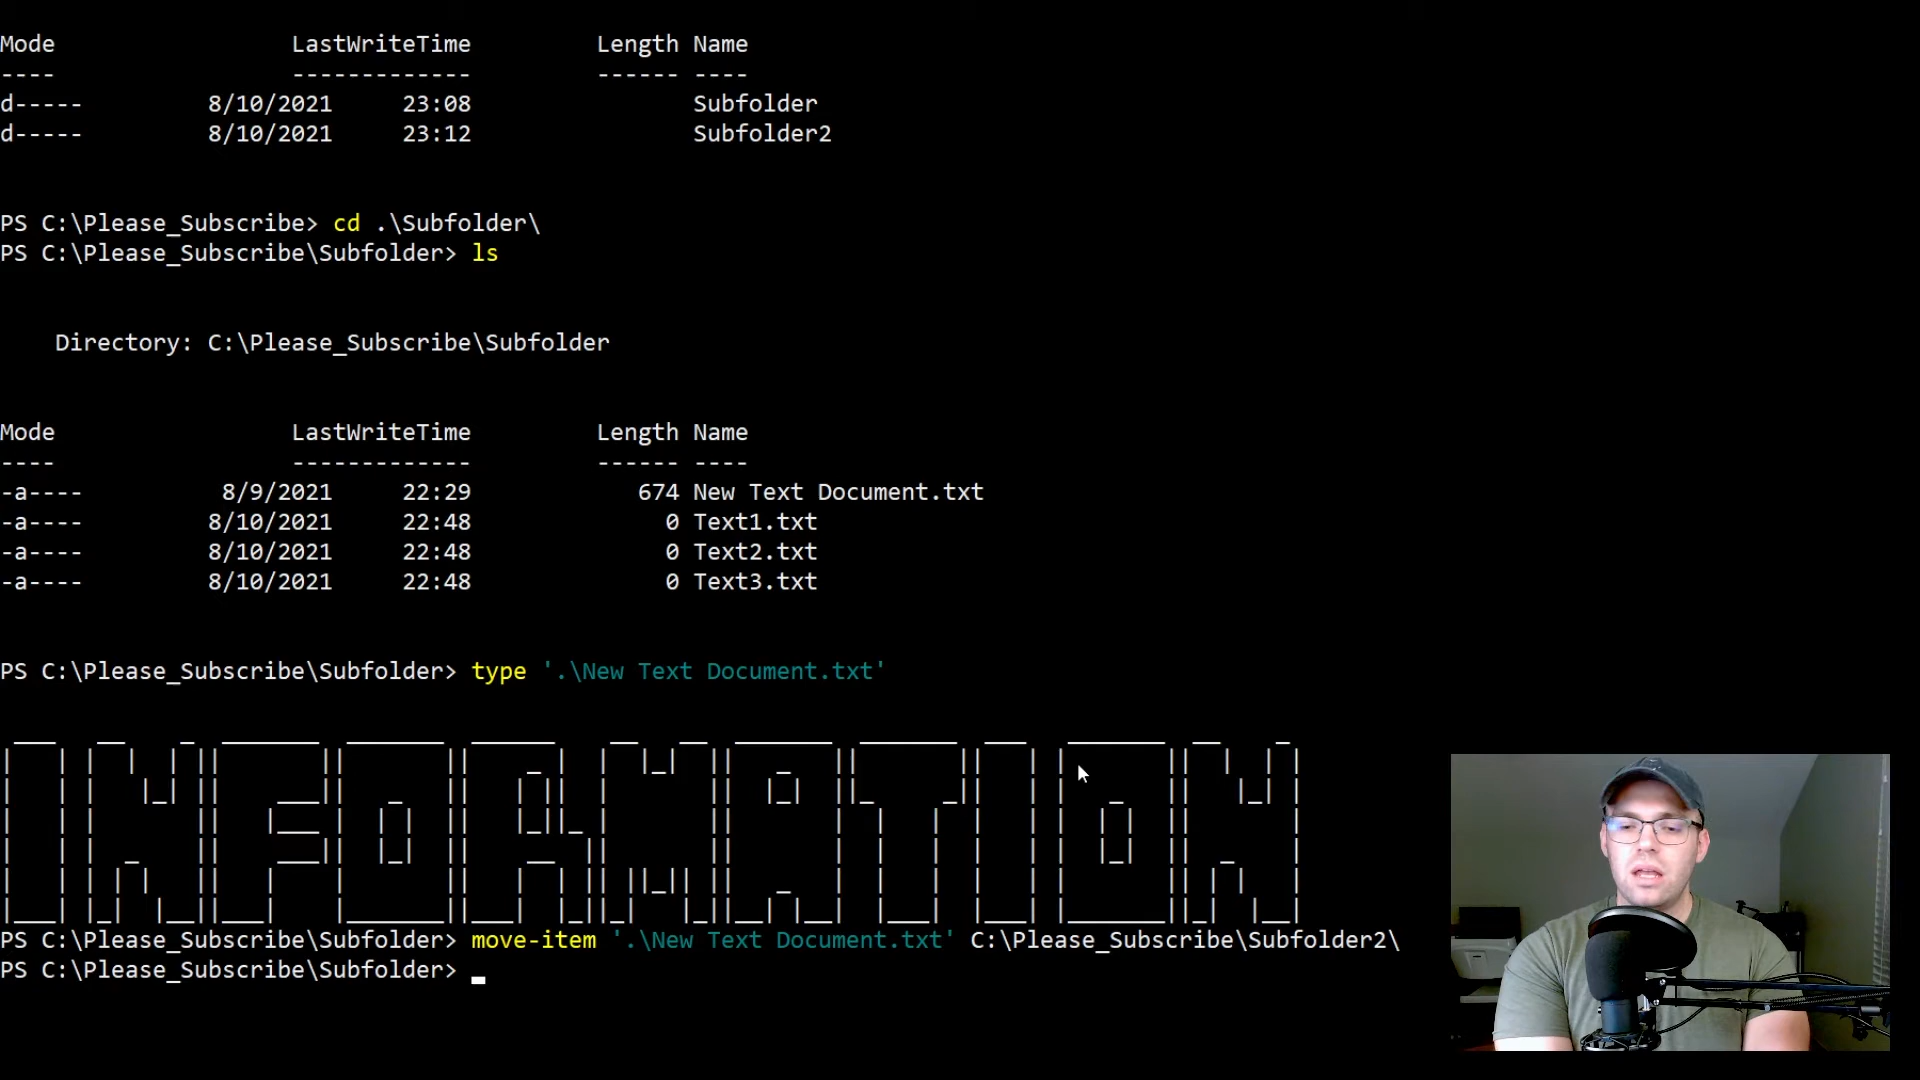 Mode LastWriteTime Length Name
---- ------------- ------ ----
d----- 8/10/2021 23:08 Subfolder
d----- 8/10/2021 23:12 Subfolder2
PS C:\Please_Subscribe> cd .\Subfolder\
PS C:\Please_Subscribe\Subfolder> ls
Directory: C:\Please_Subscribe\Subfolder
Mode LastWriteTime Length Name
---- ------------- ------ ----
-a---- 8/9/2021 22:29 674 New Text Document.txt
-a---- 8/10/2021 22:48 0 Text1.txt
-a---- 8/10/2021 22:48 0 Text2.txt
-a---- 8/10/2021 22:48 0 Text3.txt
PS C:\Please_Subscribe\Subfolder> type '.\New Text Document.txt'
INFORMATION
PS C:\Please_Subscribe\Subfolder> move-item '.\New Text Document.txt' C:\Please_Subscribe\Subfolder2\
PS C:\Please_Subscribe\Subfolder>